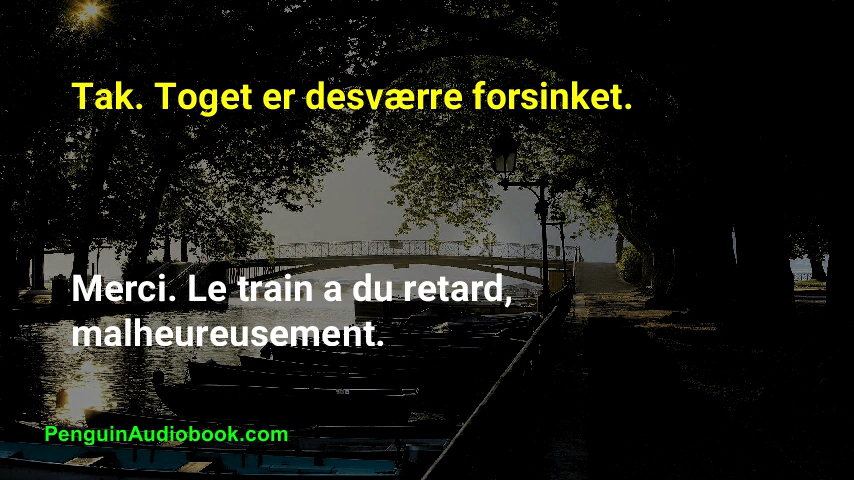 Tak. Toget er desværre forsinket.
Merci. Le train a du retard,
malheureusement.
PenguinAudiobook.com